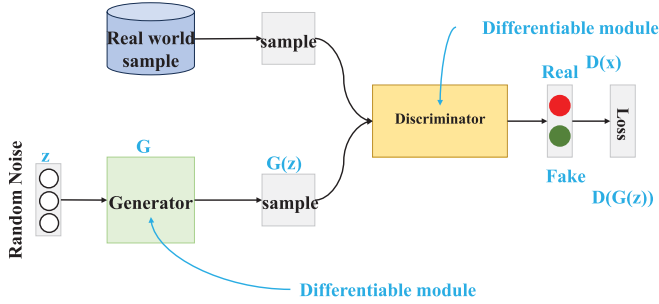 Real world
sample
sample
Differentiable module
Real
D(x)
Discriminator
Loss
Fake
D(G(z))
Random Noise
z
G
Generator
G(z)
sample
Differentiable module